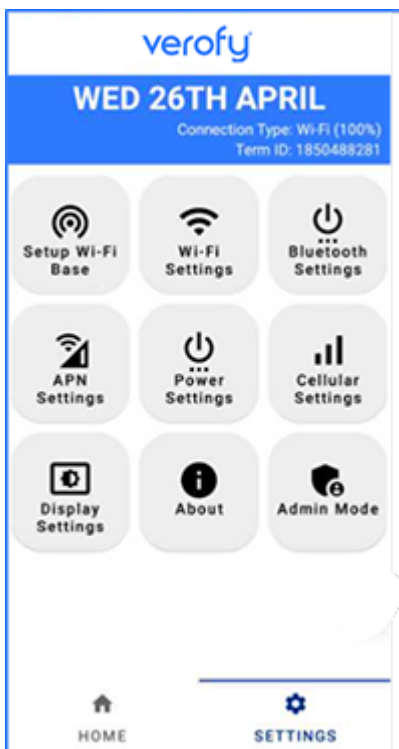 verofy
WED 26TH APRIL
Connection Type: Wi-Fi (100%)
Term ID: 1850488281
Setup Wi-Fi
Base
Wi-Fi
Settings
Bluetooth
Settings
APN
Settings
Power
Settings
Cellular
Settings
Display
Settings
About
Admin Mode
HOME
SETTINGS